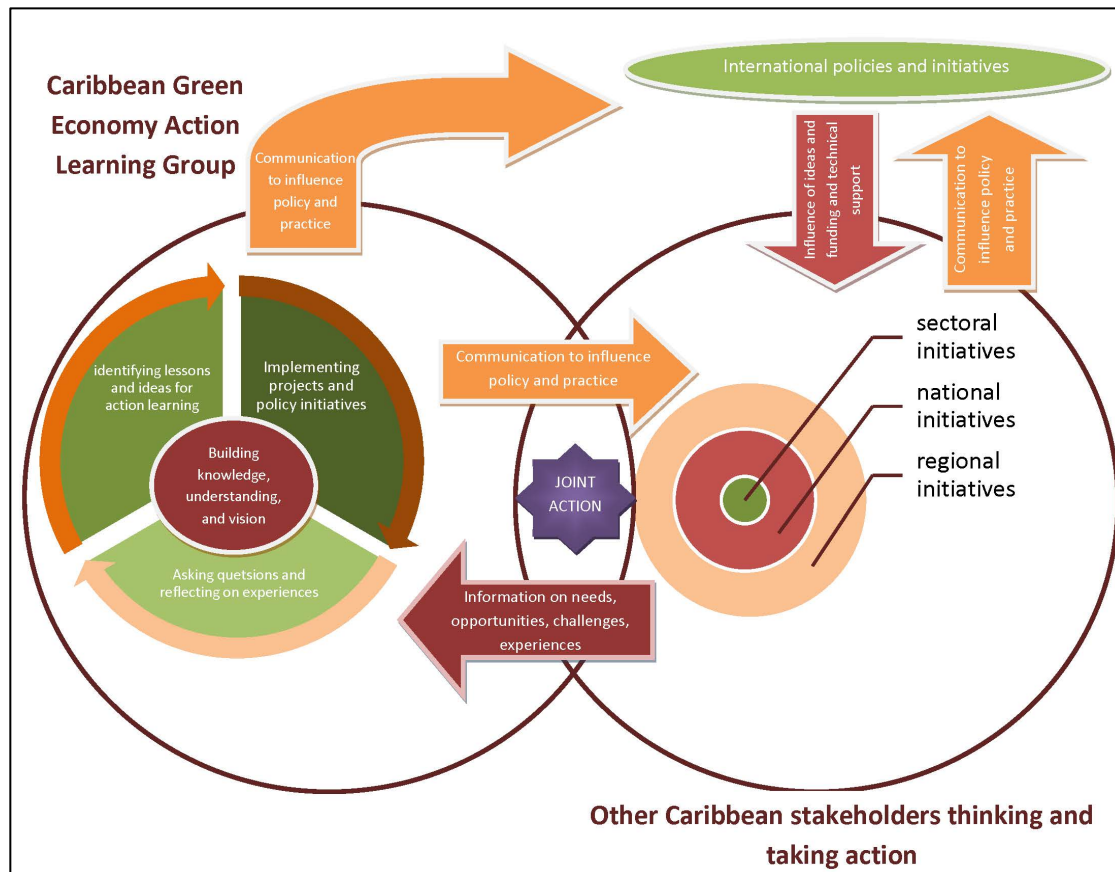 Caribbean Green
Economy Action
Learning Group
International policies and initiatives
Communication
to influence
policy and
practice
Influence of ideas and
funding and technical
support
Communication to
influence policy
and practice
identifying lessons
and ideas for
action learning
Implementing
projects and
policy initiatives
Building
knowledge,
understanding,
and vision
Asking quetsions and
reflecting on experiences
Communication to influence
policy and practice
JOINT
ACTION
Information on needs,
opportunities, challenges,
experiences
sectoral
initiatives
national
initiatives
regional
initiatives
Other Caribbean stakeholders thinking and
taking action